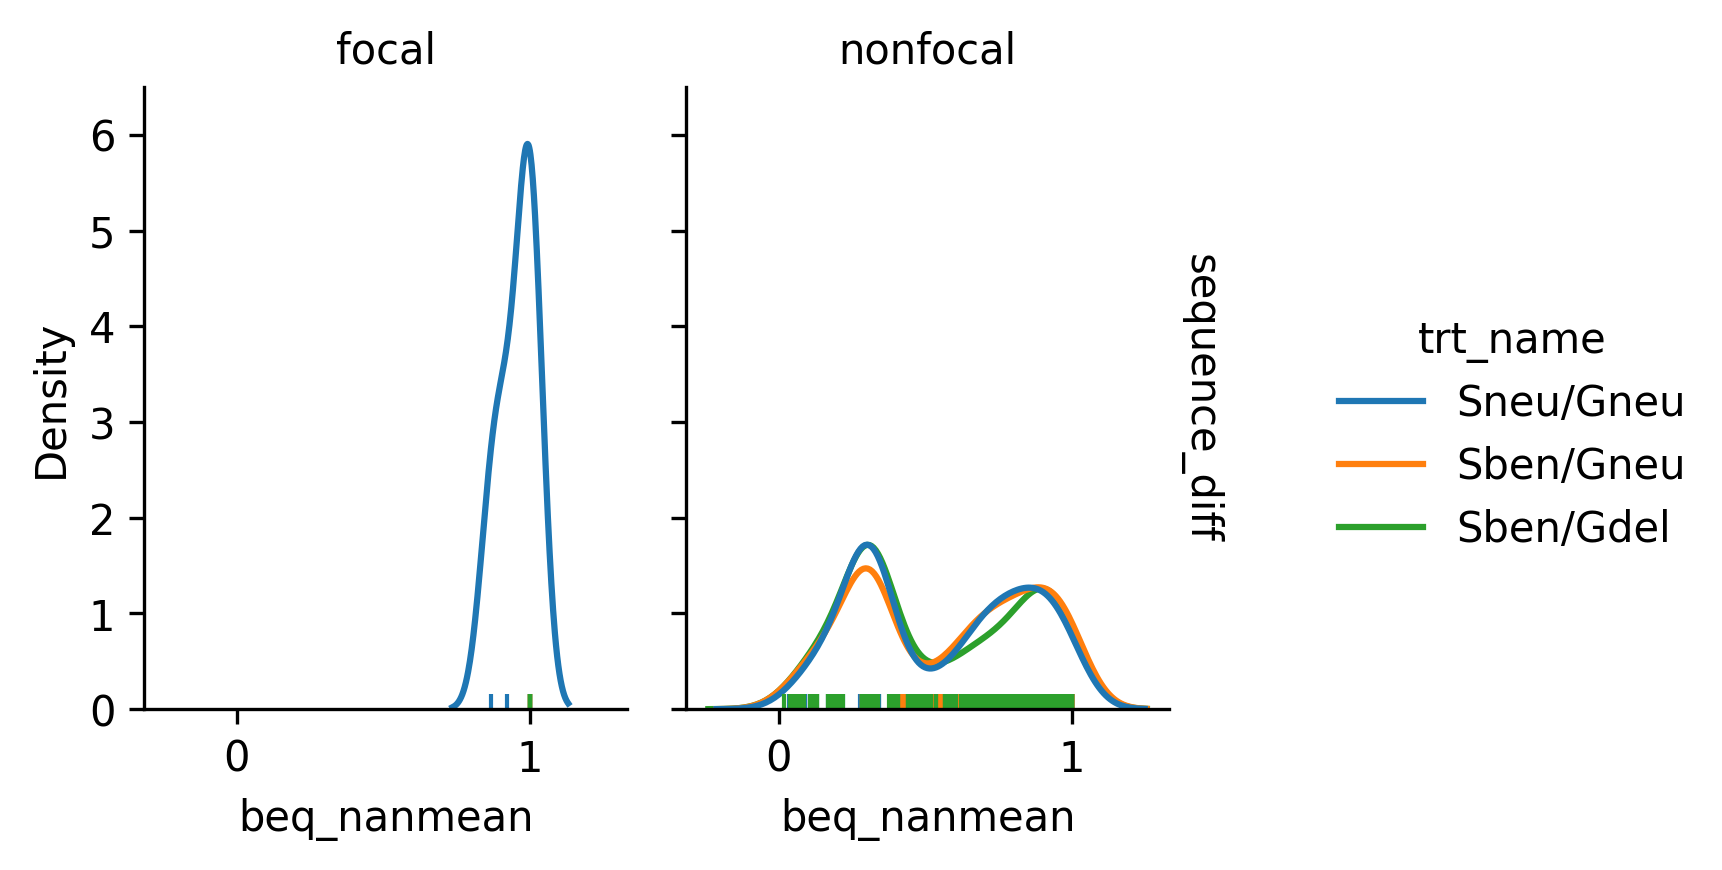 focal
nonfocal
6
5
4
3
2
1
0
Density
0
1
0
1
beq_nanmean
beq_nanmean
sequence_diff
trt_name
Sneu/Gneu
Sben/Gneu
Sben/Gdel